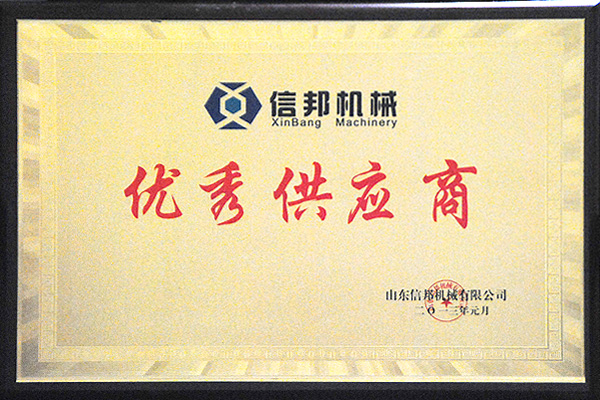 信邦机械
XinBang Machinery
优秀供应商
山东信邦机械有限公司
二〇一三年元月